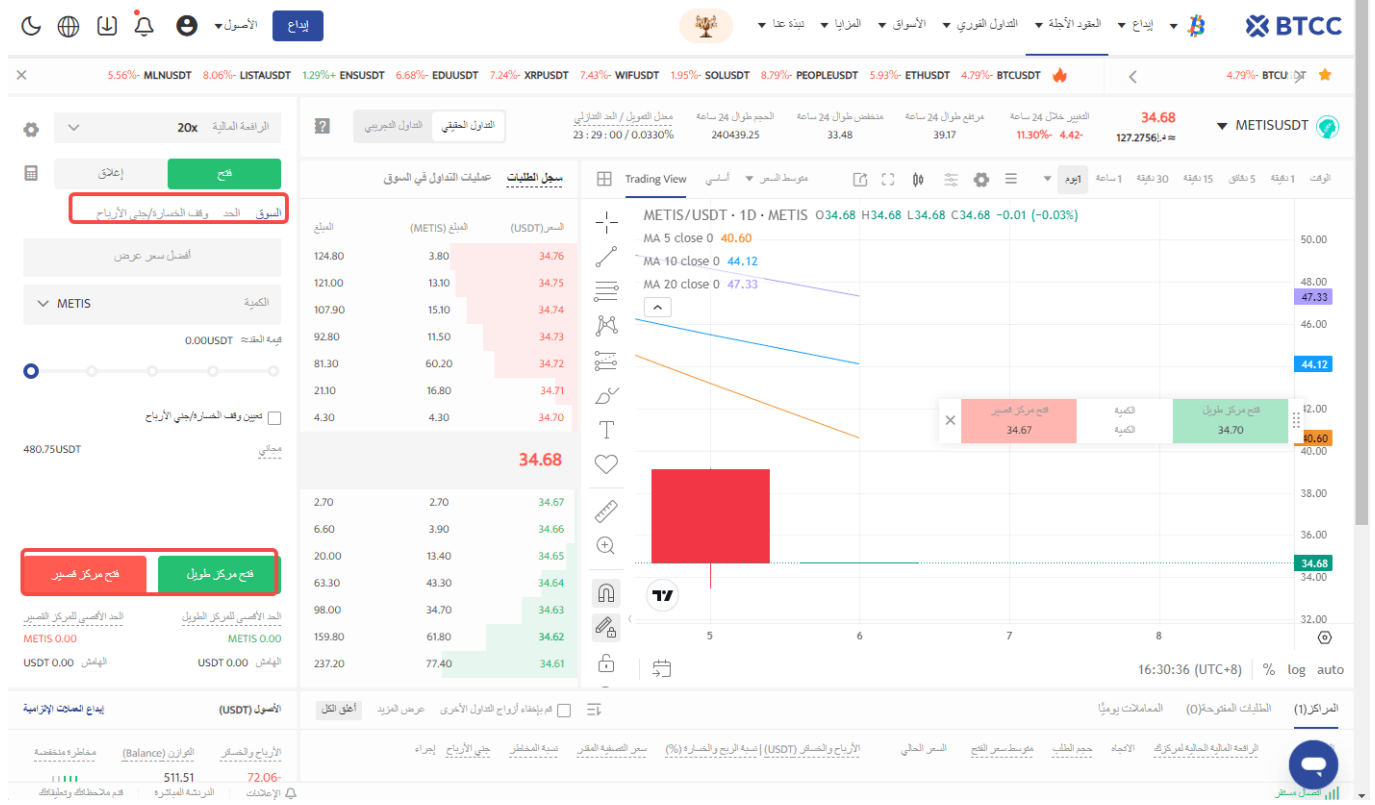 BTCC
إيداع
العقود الآجلة
التداول الفوري
الأسواق
المزايا
نبذة عنا
الأصول
إيداع
4.79%- BTCUSDT
5.56%- MLNUSDT 8.06%- LISTAUSDT 1.29%+ ENSUSDT 6.68%- EDUUSDT 7.24%- XRPUSDT 7.43%- WIFUSDT 1.95%- SOLUSDT 8.79%- PEOPLEUSDT 5.93%- ETHUSDT 4.79%- BTCUSDT
METISUSDT
34.68
≈ د.إ127.2756
التغيير خلال 24 ساعة
11.30%- 4.42-
مرتفع طوال 24 ساعة
39.17
منخفض طوال 24 ساعة
33.48
الحجم طوال 24 ساعة
240439.25
معدل التمويل / العد التنازلي
23 : 29 : 00 / 0.0330%
التداول الحقيقي
التداول التجريبي
الرافعة المالية 20x
فتح
إغلاق
السوق الحد وقف الخسارة/جني الأرباح
أفضل سعر عرض
الكمية
METIS
قيمة العقد≈ 0.00USDT
تعيين وقف الخسارة/جني الأرباح
مجاني
480.75USDT
فتح مركز طويل
فتح مركز قصير
الحد الأقصى للمركز الطويل
الحد الأقصى للمركز القصير
METIS 0.00
METIS 0.00
الهامش USDT 0.00
الهامش USDT 0.00
سجل الطلبات
عمليات التداول في السوق
السعر(USDT) المبلغ (METIS) المبلغ
34.76 3.80 124.80
34.75 13.10 121.00
34.74 15.10 107.90
34.73 11.50 92.80
34.72 60.20 81.30
34.71 16.80 21.10
34.70 4.30 4.30
34.68
34.67 2.70 2.70
34.66 3.90 6.60
34.65 13.40 20.00
34.64 43.30 63.30
34.63 34.70 98.00
34.62 61.80 159.80
34.61 77.40 237.20
الوقت 1 دقيقة 5 دقائق 15 دقيقة 30 دقيقة 1 ساعة 1يوم
متوسط السعر
أساسي
Trading View
METIS/USDT · 1D · METIS O34.68 H34.68 L34.68 C34.68 −0.01 (−0.03%)
MA 5 close 0 40.60
MA 10 close 0 44.12
MA 20 close 0 47.33
50.00
48.00
47.33
46.00
44.12
42.00
40.60
40.00
38.00
36.00
34.68
34.00
32.00
فتح مركز طويل
34.70
الكمية
الكمية
فتح مركز قصير
34.67
5 6 7 8
16:30:36 (UTC+8) % log auto
المراكز(1)
الطلبات المفتوحة(0)
المعاملات يوميًا
قم بإخفاء أزواج التداول الأخرى
عرض المزيد
أغلق الكل
الرافعة المالية الحالية لمركزك
الاتجاه
حجم الطلب
متوسط سعر الفتح
السعر الحالي
الأرباح والخسائر (USDT) | نسبة الربح والخسارة (%)
سعر التصفية المقدر
نسبة المخاطر
جني الأرباح
إجراء
الأصول (USDT)
إيداع العملات الإلزامية
الأرباح والخسائر
التوازن (Balance)
مخاطرة منخفضة
72.06-
511.51
اتصال مستقر
الإعلانات
الدردشة المباشرة
قدم ملاحظاتك وتعليقاتك